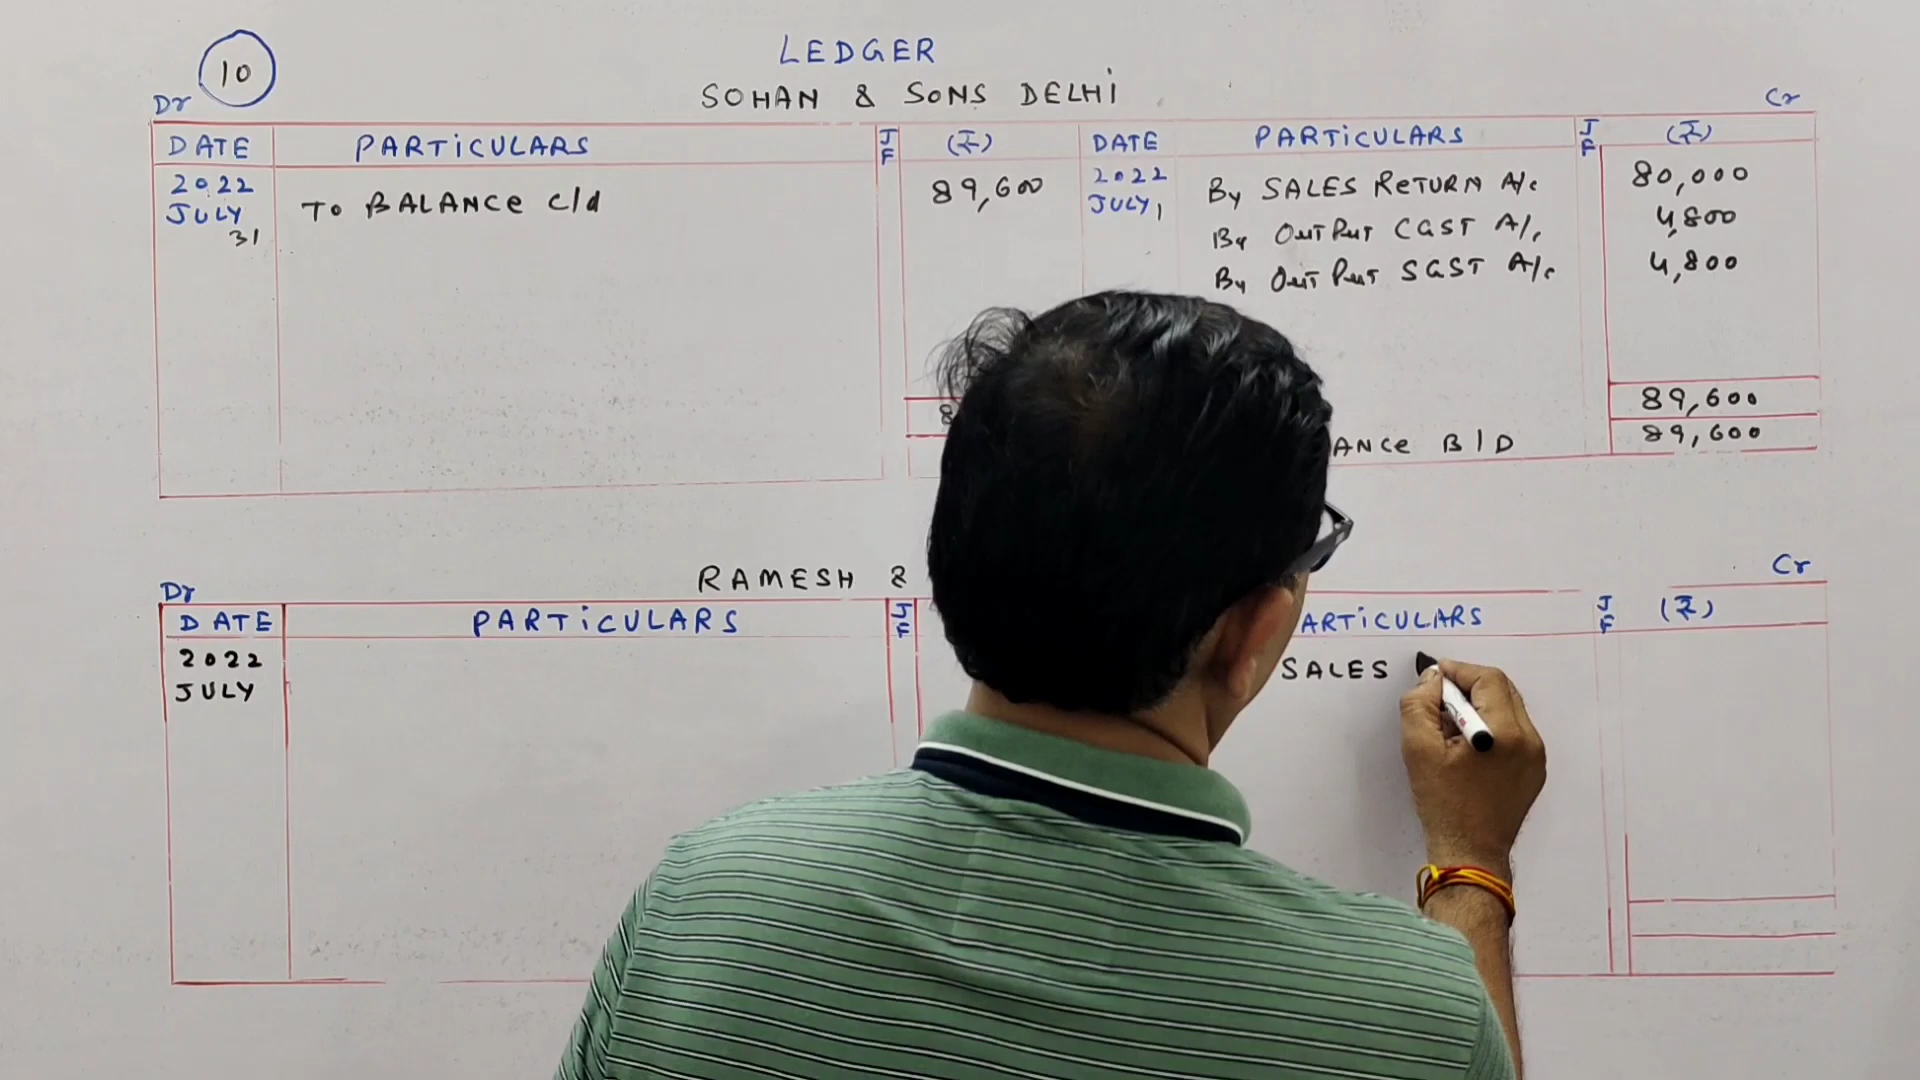 10
LEDGER
SOHAN & SONS DELHI
Dr Cr
DATE PARTICULARS JF (₹) DATE PARTICULARS JF (₹)
2022 To BALANCE c/d 89,600 2022 By SALES RETURN A/c 80,000
JULY 31 JULY 1 By OUTPUT CGST A/c 4,800
By OUTPUT SGST A/c 4,800
89,600
ANCE B/D 89,600
RAMESH &
Dr Cr
DATE PARTICULARS JF ARTICULARS JF (₹)
2022 SALES
JULY